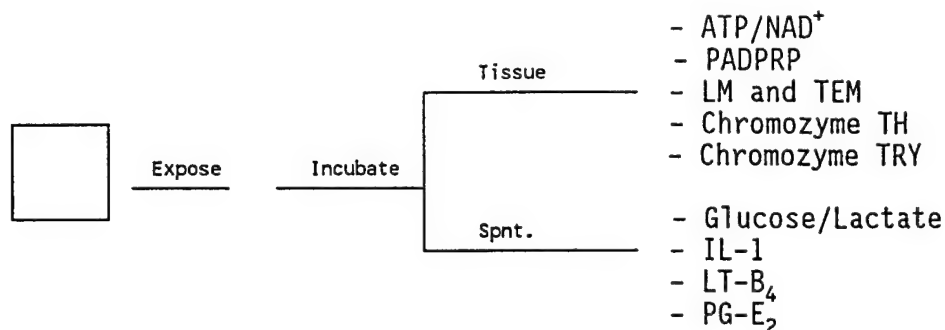 Expose
Incubate
Tissue
- ATP/NAD⁺
- PADPRP
- LM and TEM
- Chromozyme TH
- Chromozyme TRY
Spnt.
- Glucose/Lactate
- IL-1
- LT-B₄
- PG-E₂